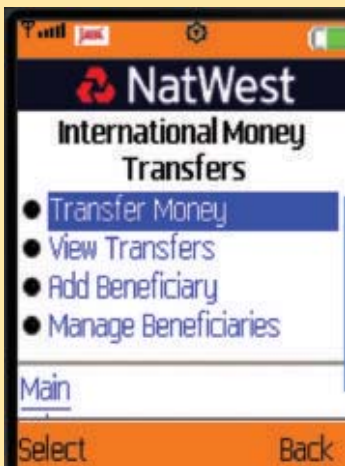 NatWest
International Money
Transfers
Transfer Money
View Transfers
Add Beneficiary
Manage Beneficiaries
Main
Select Back